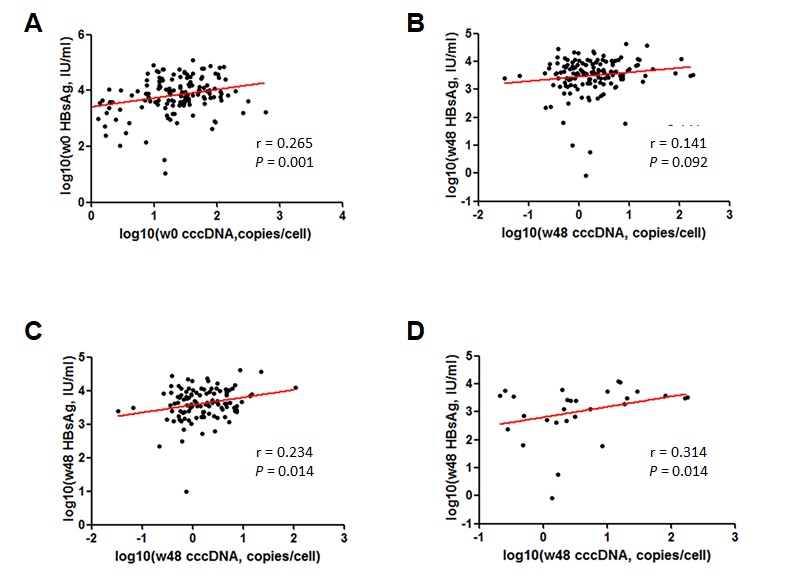 A
log10(w0 HBsAg, IU/ml)
6
4
2
0
0 1 2 3 4
r = 0.265
P = 0.001
log10(w0 cccDNA,copies/cell)
B
log10(w48 HBsAg, IU/ml)
5
4
3
2
1
0
-1
-2 -1 0 1 2 3
r = 0.141
P = 0.092
log10(w48 cccDNA, copies/cell)
C
log10(w48 HBsAg, IU/ml)
5
4
3
2
1
0
-2 -1 0 1 2 3
r = 0.234
P = 0.014
log10(w48 cccDNA, copies/cell)
D
log10(w48 HBsAg, IU/ml)
5
4
3
2
1
0
-1
-1 0 1 2 3
r = 0.314
P = 0.014
log10(w48 cccDNA, copies/cell)